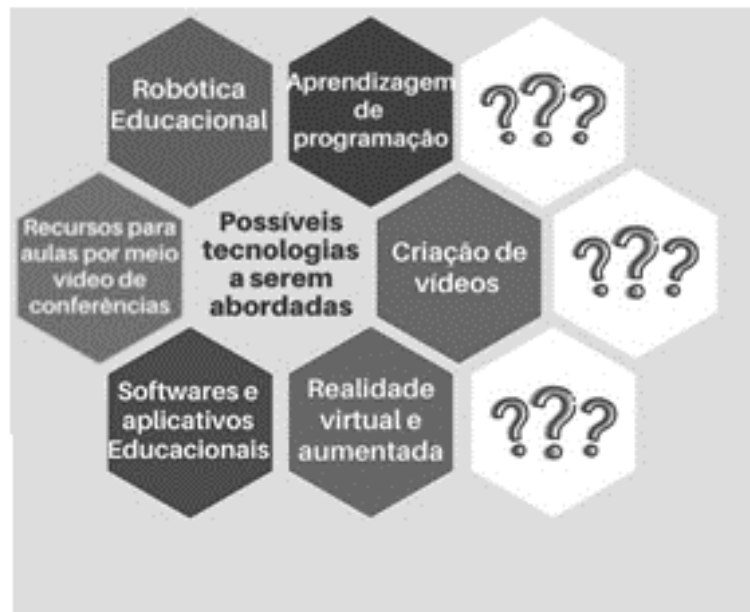 Robótica
Educacional
Aprendizagem
de
programação
???
Recursos para
aulas por meio
vídeo de
conferências
Possíveis
tecnologias
a serem
abordadas
Criação de
vídeos
???
Softwares e
aplicativos
Educacionais
Realidade
virtual e
aumentada
???